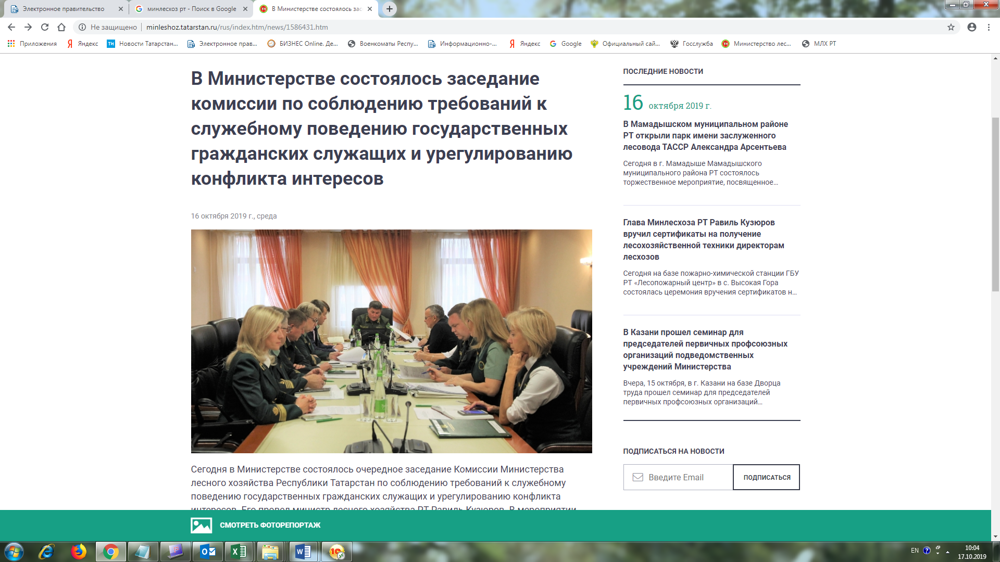 Электронное правительство
минлесхоз рт - Поиск в Google
В Министерстве состоялось зас
Не защищено
minleshoz.tatarstan.ru/rus/index.htm/news/1586431.htm
Приложения
Яндекс
Новости Татарстан...
Электронное прав...
БИЗНЕС Online. Де...
Военкоматы Респу...
Информационно-...
Яндекс
Google
Официальный сай...
Госслужба
Министерство лес...
МЛХ РТ
В Министерстве состоялось заседание
комиссии по соблюдению требований к
служебному поведению государственных
гражданских служащих и урегулированию
конфликта интересов
16 октября 2019 г., среда
Сегодня в Министерстве состоялось очередное заседание Комиссии Министерства
лесного хозяйства Республики Татарстан по соблюдению требований к служебному
поведению государственных гражданских служащих и урегулированию конфликта
интересов. Его провел министр лесного хозяйства РТ Равиль Кузюров. В мероприятии
ПОСЛЕДНИЕ НОВОСТИ
16 октября 2019 г.
В Мамадышском муниципальном районе
РТ открыли парк имени заслуженного
лесовода ТАССР Александра Арсентьева
Сегодня в г. Мамадыше Мамадышского
муниципального района РТ состоялось
торжественное мероприятие, посвященное...
Глава Минлесхоза РТ Равиль Кузюров
вручил сертификаты на получение
лесохозяйственной техники директорам
лесхозов
Сегодня на базе пожарно-химической станции ГБУ
РТ «Лесопожарный центр» в с. Высокая Гора
состоялась церемония вручения сертификатов н...
В Казани прошел семинар для
председателей первичных профсоюзных
организаций подведомственных
учреждений Министерства
Вчера, 15 октября, в г. Казани на базе Дворца
труда прошел семинар для председателей
первичных профсоюзных организаций...
ПОДПИСАТЬСЯ НА НОВОСТИ
Введите Email
ПОДПИСАТЬСЯ
СМОТРЕТЬ ФОТОРЕПОРТАЖ
EN
10:04
17.10.2019